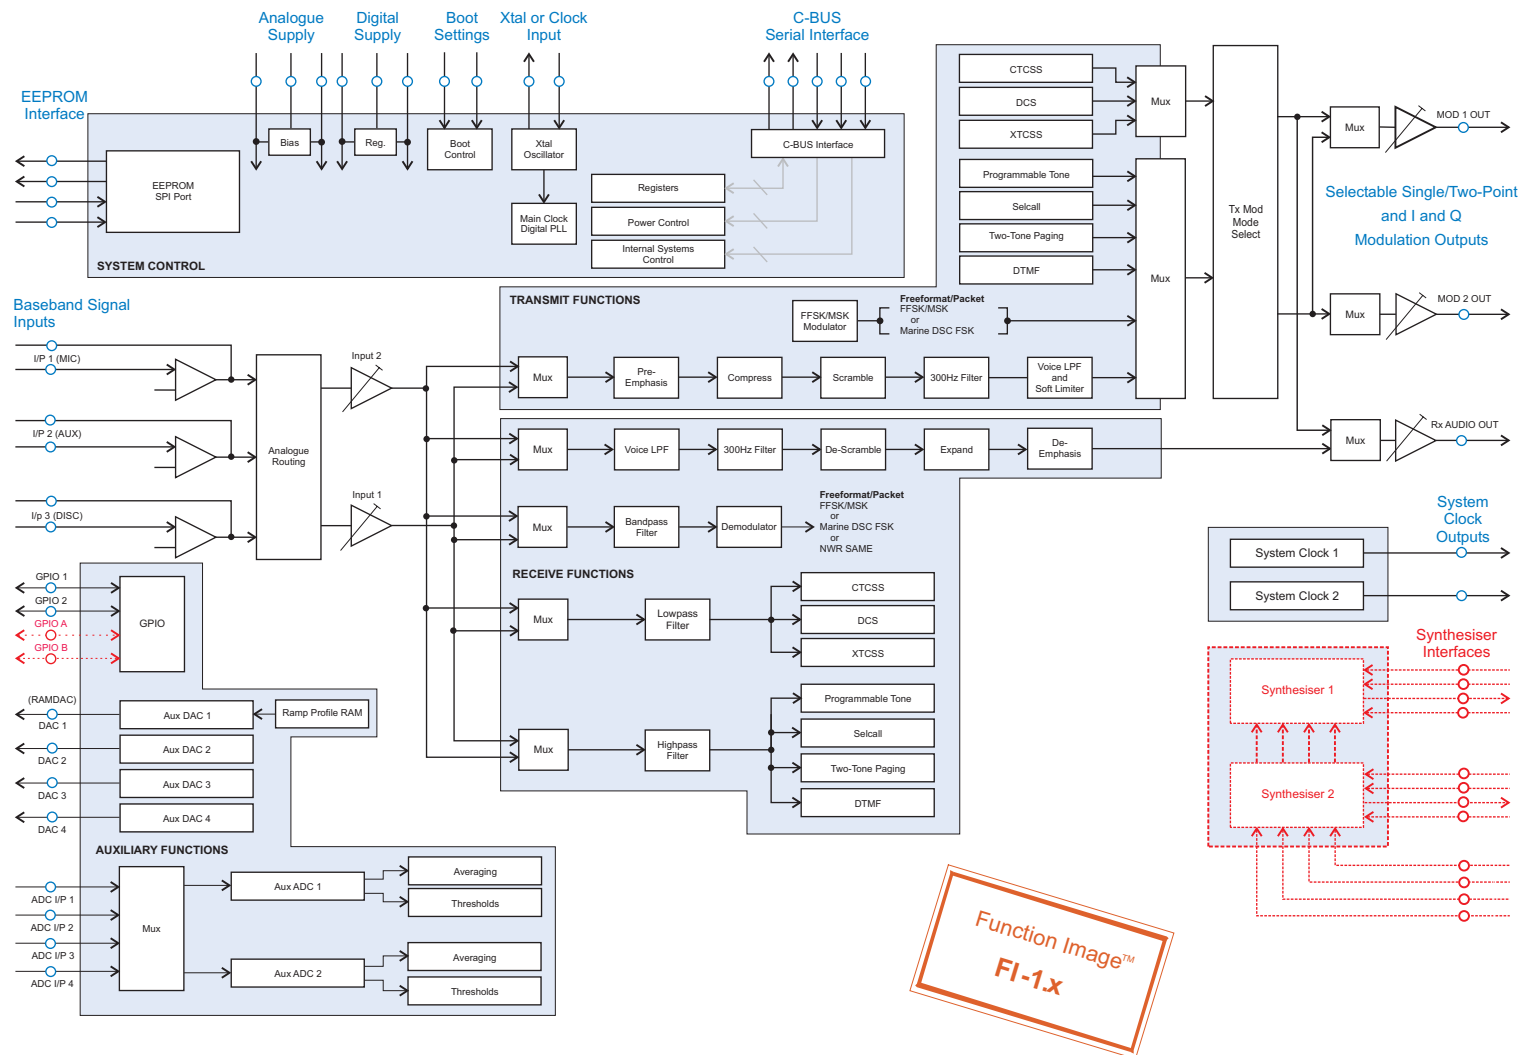 Analogue
Supply
Digital
Supply
Boot
Settings
Xtal or Clock
Input
C-BUS
Serial Interface
EEPROM
Interface
EEPROM
SPI Port
Bias
Reg.
Boot
Control
Xtal
Oscillator
Main Clock
Digital PLL
C-BUS Interface
Registers
Power Control
Internal Systems
Control
SYSTEM CONTROL
CTCSS
DCS
XTCSS
Mux
Programmable Tone
Selcall
Two-Tone Paging
DTMF
Mux
Tx Mod
Mode
Select
Mux
MOD 1 OUT
Selectable Single/Two-Point
and I and Q
Modulation Outputs
Mux
MOD 2 OUT
Mux
Rx AUDIO OUT
TRANSMIT FUNCTIONS
FFSK/MSK
Modulator
Freeformat/Packet
FFSK/MSK
or
Marine DSC FSK
Mux
Pre-
Emphasis
Compress
Scramble
300Hz Filter
Voice LPF
and
Soft Limiter
Baseband Signal
Inputs
I/P 1 (MIC)
I/P 2 (AUX)
I/p 3 (DISC)
Analogue
Routing
Input 2
Input 1
Mux
Voice LPF
300Hz Filter
De-Scramble
Expand
De-
Emphasis
Mux
Bandpass
Filter
Demodulator
Freeformat/Packet
FFSK/MSK
or
Marine DSC FSK
or
NWR SAME
RECEIVE FUNCTIONS
Mux
Lowpass
Filter
CTCSS
DCS
XTCSS
Mux
Highpass
Filter
Programmable Tone
Selcall
Two-Tone Paging
DTMF
System
Clock
Outputs
System Clock 1
System Clock 2
Synthesiser
Interfaces
Synthesiser 1
Synthesiser 2
GPIO 1
GPIO 2
GPIO A
GPIO B
GPIO
(RAMDAC)
DAC 1
DAC 2
DAC 3
DAC 4
Aux DAC 1
Ramp Profile RAM
Aux DAC 2
Aux DAC 3
Aux DAC 4
AUXILIARY FUNCTIONS
ADC I/P 1
ADC I/P 2
ADC I/P 3
ADC I/P 4
Mux
Aux ADC 1
Averaging
Thresholds
Aux ADC 2
Averaging
Thresholds
Function Image™
FI-1.x